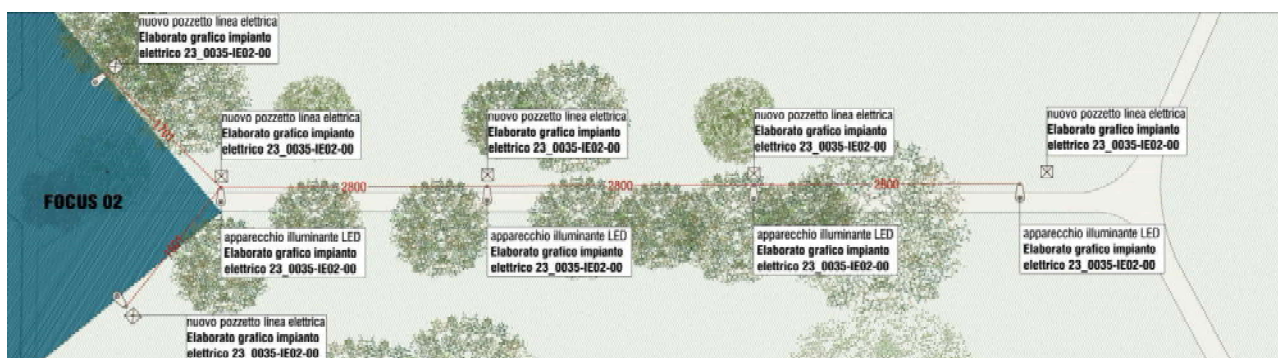 nuovo pozzetto linea elettrica
Elaborato grafico impianto
elettrico 23_0035-IE02-00
nuovo pozzetto linea elettrica
Elaborato grafico impianto
elettrico 23_0035-IE02-00
nuovo pozzetto linea elettrica
Elaborato grafico impianto
elettrico 23_0035-IE02-00
nuovo pozzetto linea elettrica
Elaborato grafico impianto
elettrico 23_0035-IE02-00
nuovo pozzetto linea elettrica
Elaborato grafico impianto
elettrico 23_0035-IE02-00
2800
2800
2800
FOCUS 02
apparecchio illuminante LED
Elaborato grafico impianto
elettrico 23_0035-IE02-00
apparecchio illuminante LED
Elaborato grafico impianto
elettrico 23_0035-IE02-00
apparecchio illuminante LED
Elaborato grafico impianto
elettrico 23_0035-IE02-00
apparecchio illuminante LED
Elaborato grafico impianto
elettrico 23_0035-IE02-00
nuovo pozzetto linea elettrica
Elaborato grafico impianto
elettrico 23_0035-IE02-00